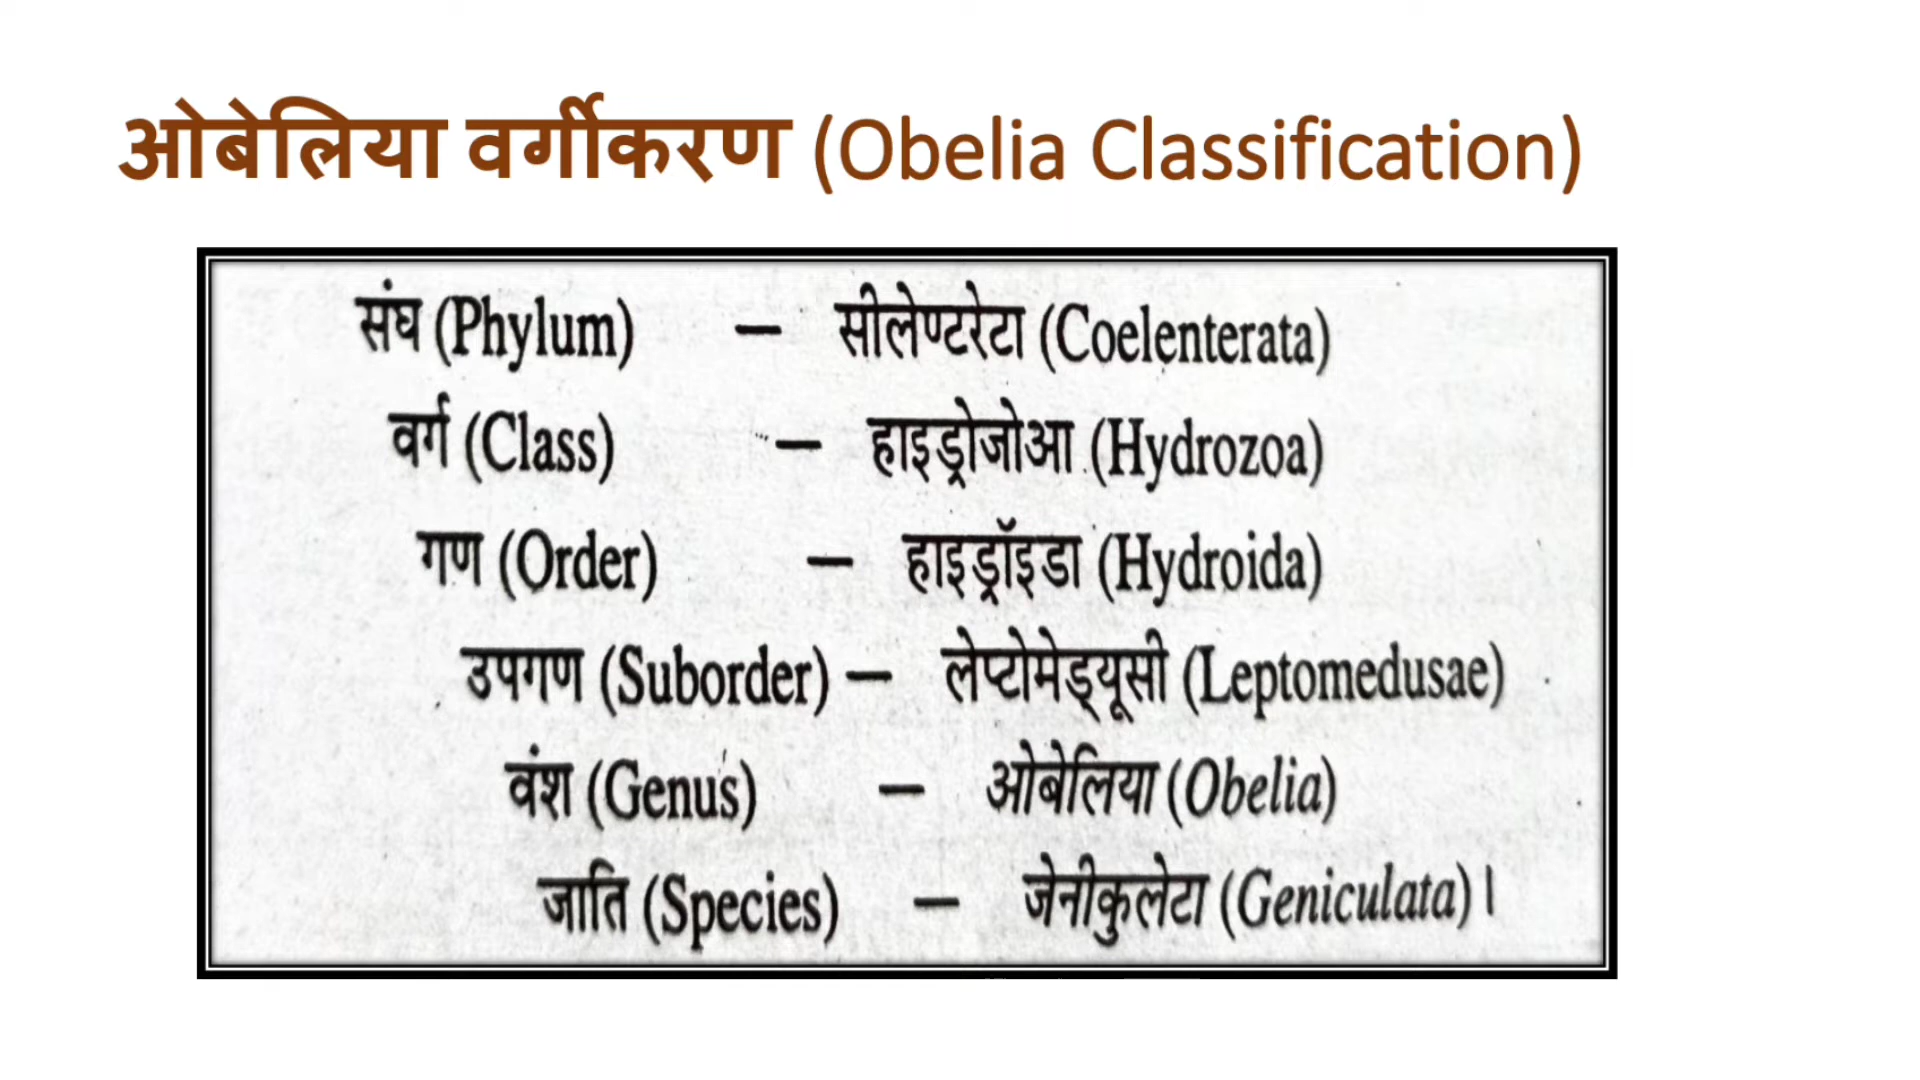 ओबेलिया वर्गीकरण (Obelia Classification)
संघ (Phylum) – सीलेण्टरेटा (Coelenterata)
वर्ग (Class) – हाइड्रोजोआ (Hydrozoa)
गण (Order) – हाइड्रॉइडा (Hydroida)
उपगण (Suborder) – लेप्टोमेड्यूसी (Leptomedusae)
वंश (Genus) – ओबेलिया (Obelia)
जाति (Species) – जेनीकुलेटा (Geniculata)।